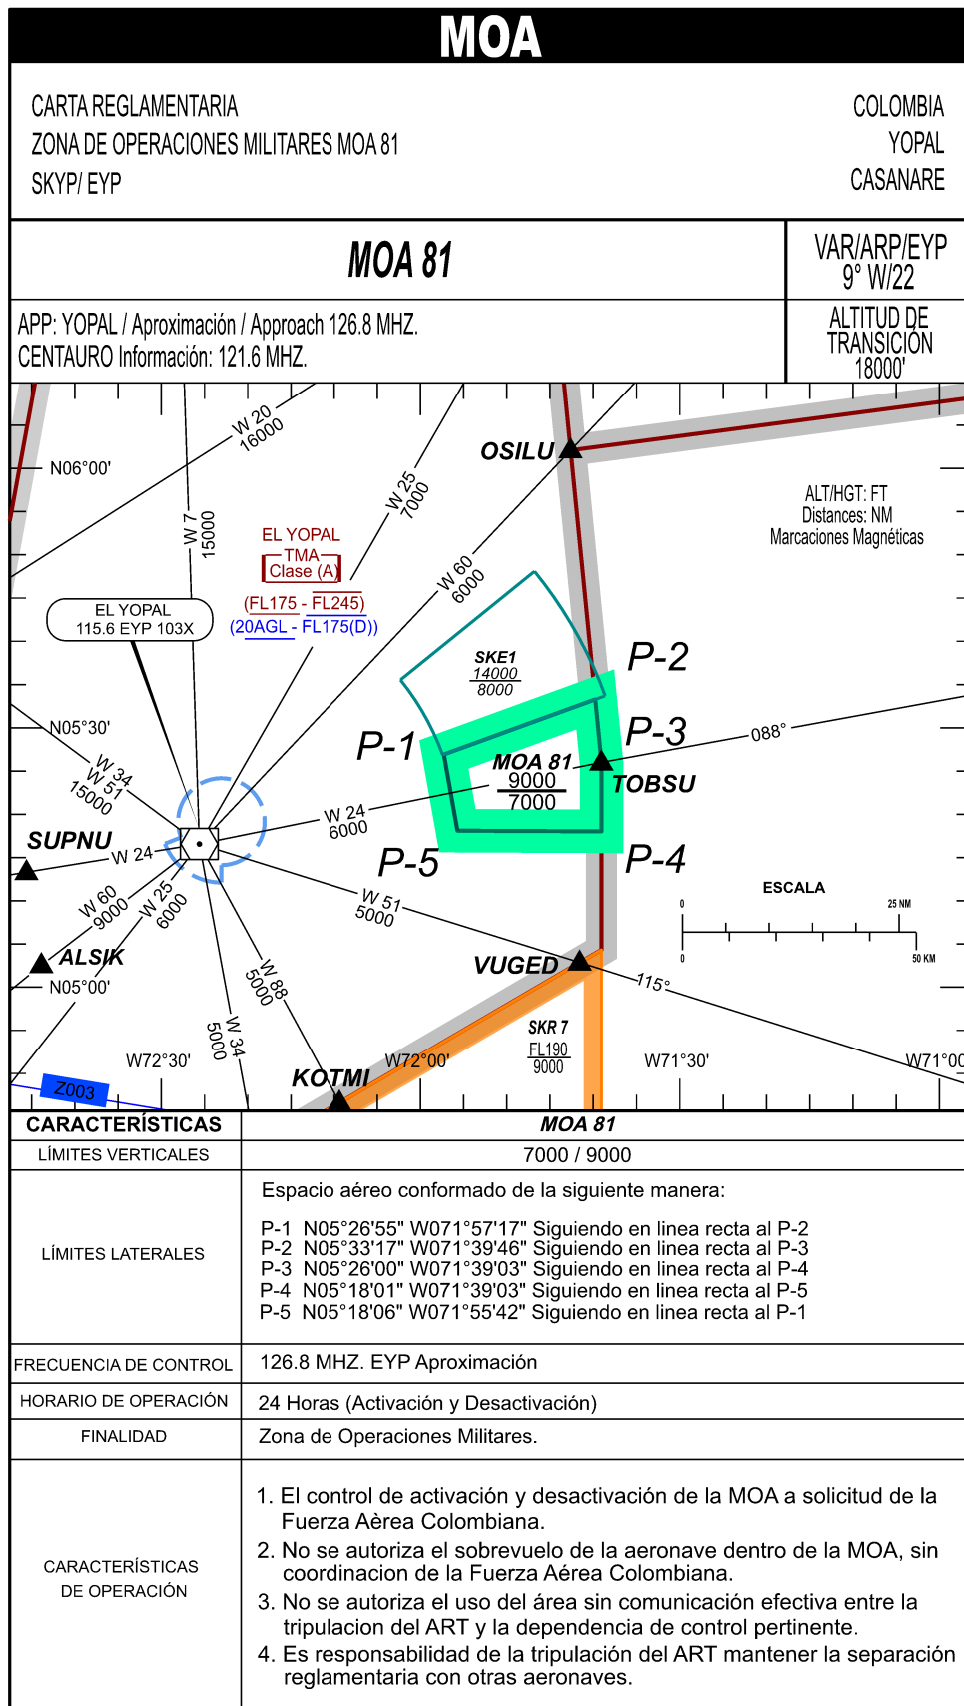 MOA
CARTA REGLAMENTARIA
ZONA DE OPERACIONES MILITARES MOA 81
SKYP/ EYP
COLOMBIA
YOPAL
CASANARE
MOA 81
VAR/ARP/EYP
9° W/22
APP: YOPAL / Aproximación / Approach 126.8 MHZ.
CENTAURO Información: 121.6 MHZ.
ALTITUD DE
TRANSICIÓN
18000'
W 20
16000
OSILU
N06°00'
W 25
7000
W 7
15000
ALT/HGT: FT
Distances: NM
Marcaciones Magnéticas
EL YOPAL
TMA
Clase (A)
(FL175 - FL245)
(20AGL - FL175(D))
W 60
6000
EL YOPAL
115.6 EYP 103X
SKE1
14000
8000
P-2
N05°30'
P-1
P-3
088°
MOA 81
9000
7000
TOBSU
W 34
W 51
15000
W 24
6000
SUPNU
W 24
P-5
P-4
ESCALA
0
25 NM
0
50 KM
W 60
9000
W 25
6000
W 51
5000
ALSIK
VUGED
W 88
5000
115°
N05°00'
W 34
5000
SKR 7
FL190
9000
W72°30'
W72°00'
W71°30'
W71°00
KOTMI
Z003
CARACTERÍSTICAS
MOA 81
LÍMITES VERTICALES
7000 / 9000
LÍMITES LATERALES
Espacio aéreo conformado de la siguiente manera:
P-1 N05°26'55" W071°57'17" Siguiendo en linea recta al P-2
P-2 N05°33'17" W071°39'46" Siguiendo en linea recta al P-3
P-3 N05°26'00" W071°39'03" Siguiendo en linea recta al P-4
P-4 N05°18'01" W071°39'03" Siguiendo en linea recta al P-5
P-5 N05°18'06" W071°55'42" Siguiendo en linea recta al P-1
FRECUENCIA DE CONTROL
126.8 MHZ. EYP Aproximación
HORARIO DE OPERACIÓN
24 Horas (Activación y Desactivación)
FINALIDAD
Zona de Operaciones Militares.
CARACTERÍSTICAS
DE OPERACIÓN
1. El control de activación y desactivación de la MOA a solicitud de la
Fuerza Aèrea Colombiana.
2. No se autoriza el sobrevuelo de la aeronave dentro de la MOA, sin
coordinacion de la Fuerza Aérea Colombiana.
3. No se autoriza el uso del área sin comunicación efectiva entre la
tripulacion del ART y la dependencia de control pertinente.
4. Es responsabilidad de la tripulación del ART mantener la separación
reglamentaria con otras aeronaves.